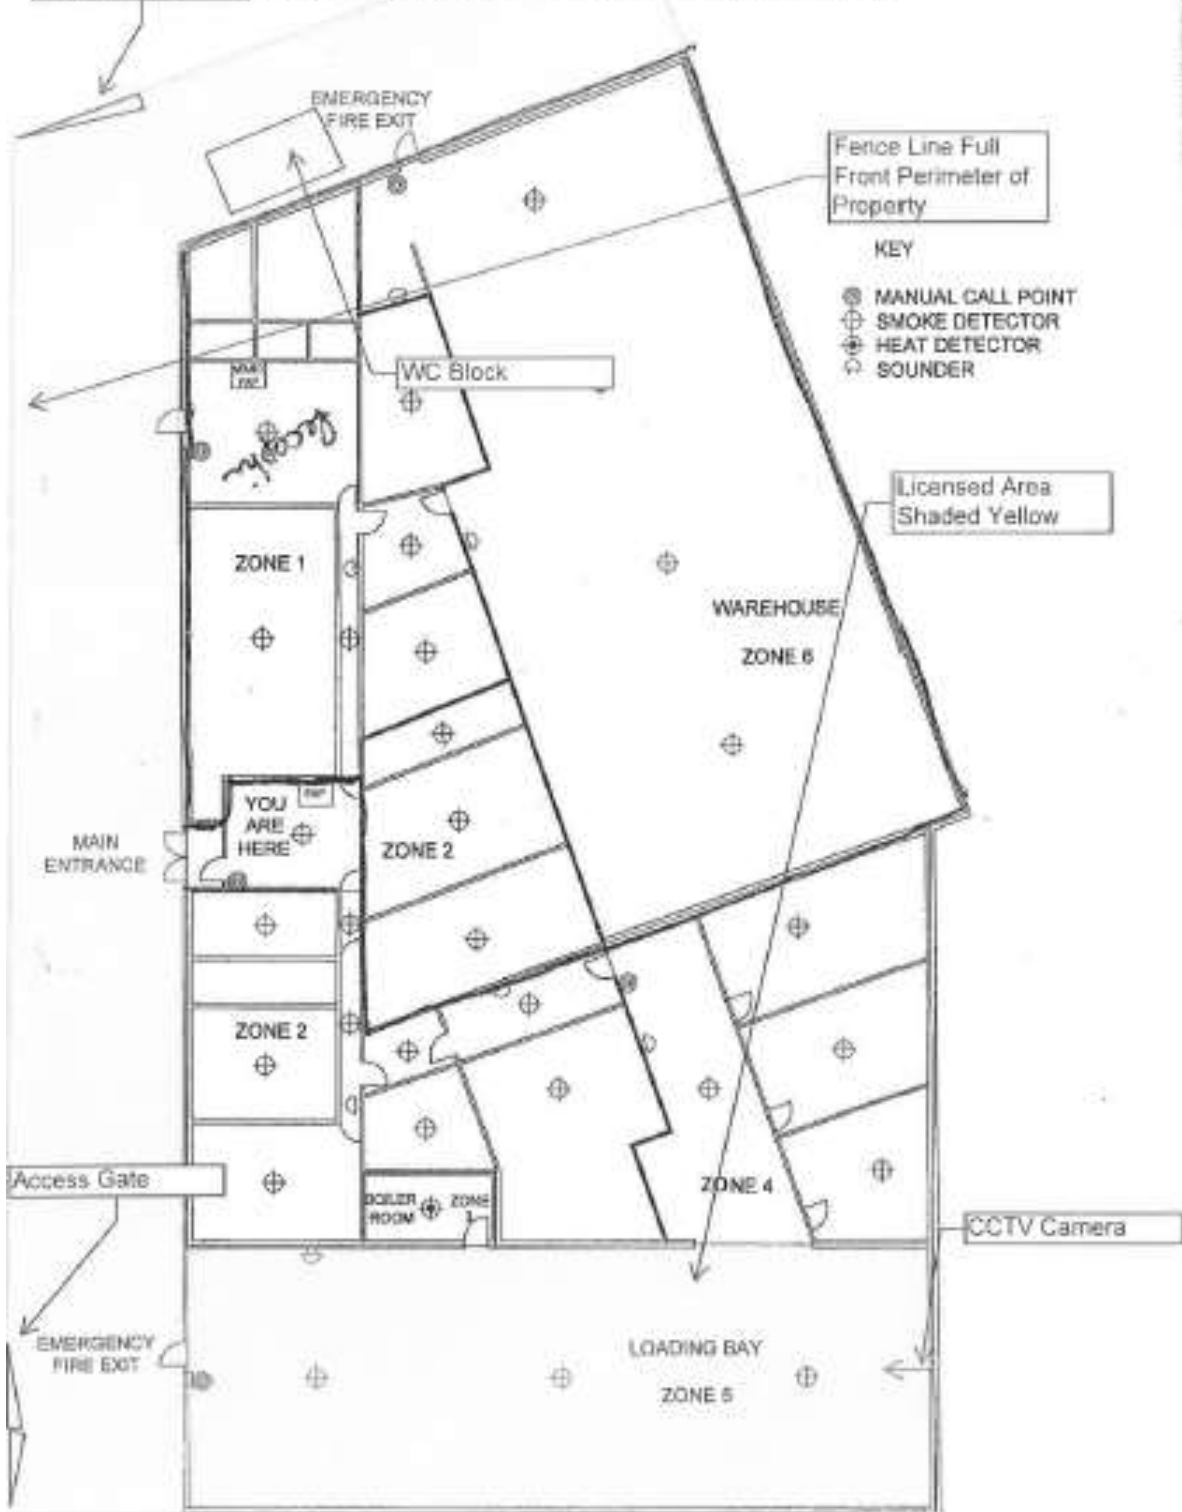 EMERGENCY
FIRE EXIT
Fence Line Full
Front Perimeter of
Property
KEY
MANUAL CALL POINT
SMOKE DETECTOR
HEAT DETECTOR
SOUNDER
WC Block
Licensed Area
Shaded Yellow
ZONE 1
WAREHOUSE
ZONE 6
YOU
ARE
HERE
MAIN
ENTRANCE
ZONE 2
ZONE 2
Access Gate
BOILER
ROOM
ZONE
ZONE 4
CCTV Camera
EMERGENCY
FIRE EXIT
LOADING BAY
ZONE 5